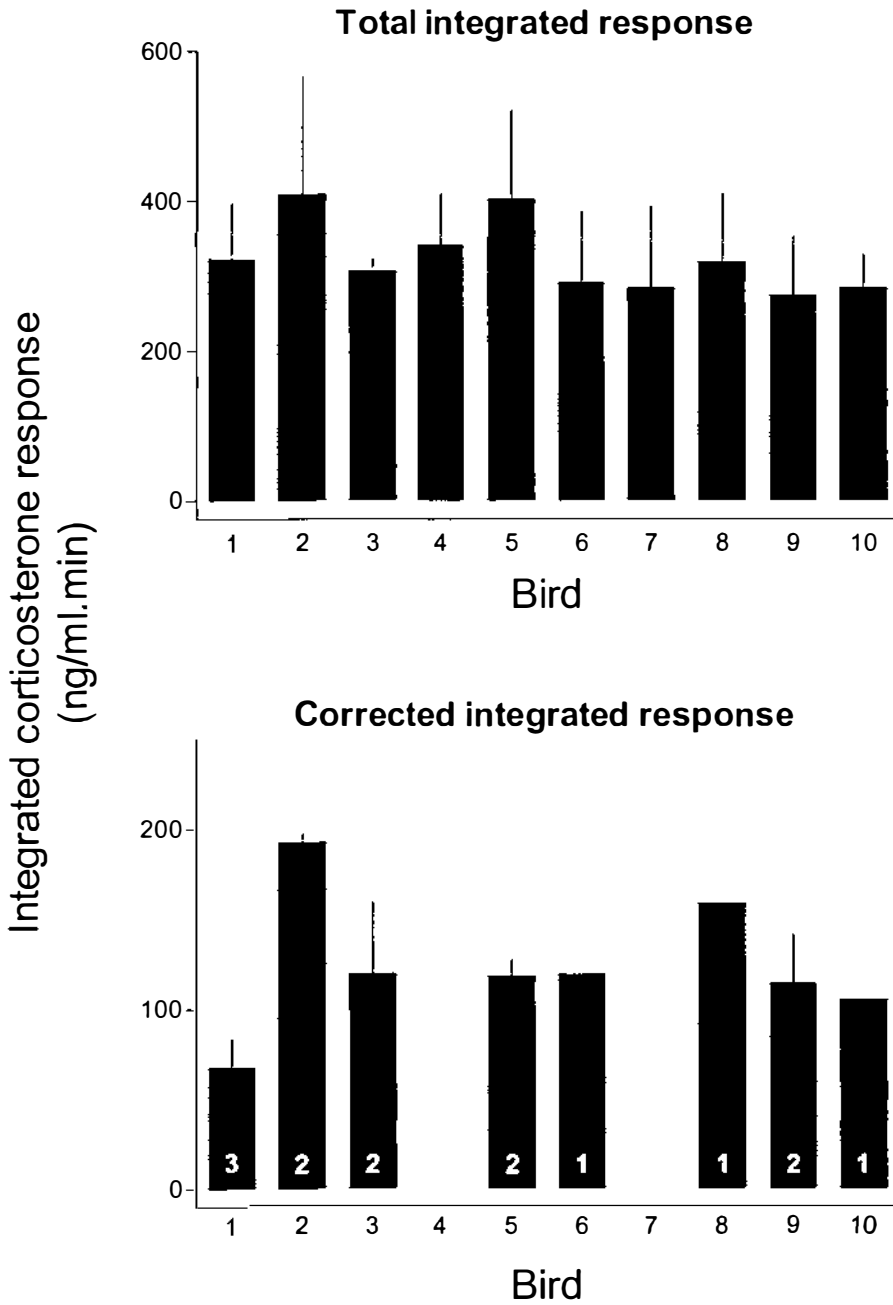 Total integrated response
600
400
200
0
1 2 3 4 5 6 7 8 9 10
Bird
Integrated corticosterone response
(ng/ml.min)
Corrected integrated response
200
100
0
3 2 2 2 1 1 2 1
1 2 3 4 5 6 7 8 9 10
Bird